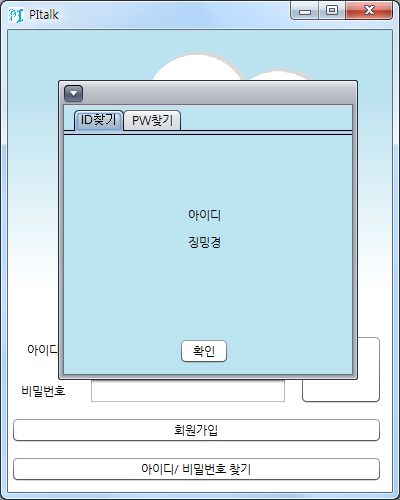 PItalk
ID찾기 PW찾기
아이디
징밍경
확인
아이디
비밀번호
회원가입
아이디/ 비밀번호 찾기